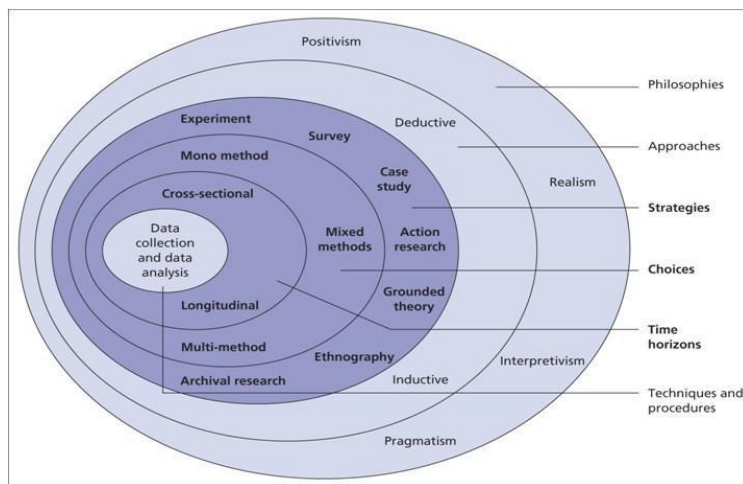 Positivism
Philosophies
Experiment
Deductive
Survey
Approaches
Mono method
Case
study
Realism
Cross-sectional
Strategies
Data
collection
and data
analysis
Mixed
methods
Action
research
Choices
Grounded
theory
Longitudinal
Time
horizons
Multi-method
Ethnography
Interpretivism
Archival research
Inductive
Techniques and
procedures
Pragmatism